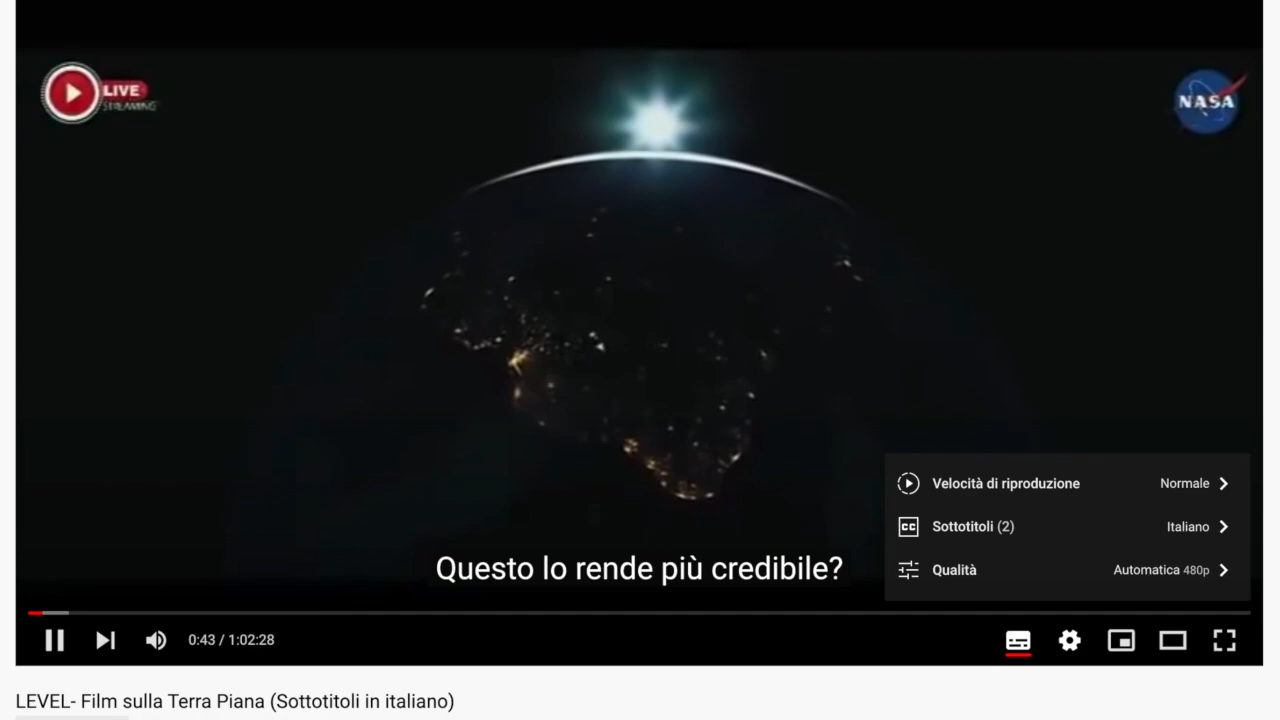 LIVE
STREAMING
NASA
Velocità di riproduzione Normale
Sottotitoli (2) Italiano
Qualità Automatica 480p
Questo lo rende più credibile?
0:43 / 1:02:28
LEVEL- Film sulla Terra Piana (Sottotitoli in italiano)